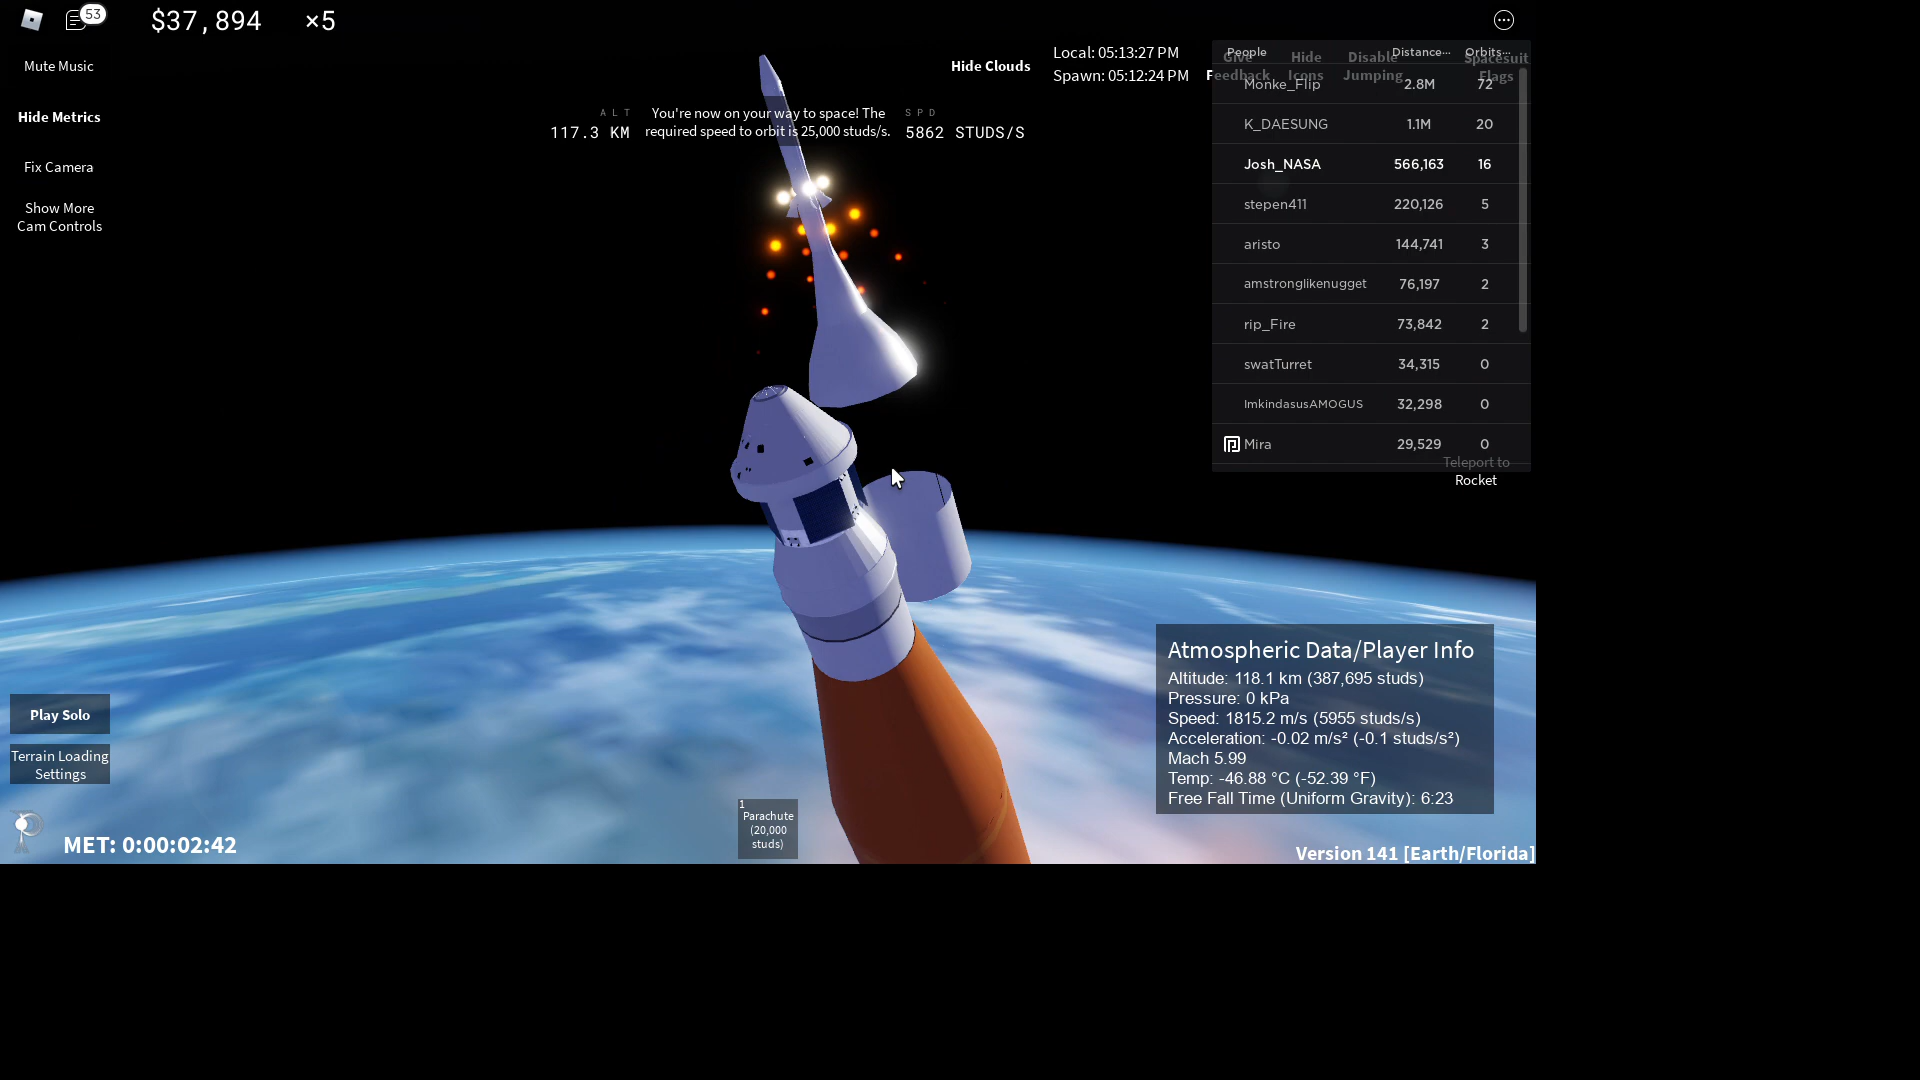 53
$37,894 ×5
Mute Music
Hide Metrics
Fix Camera
Show More
Cam Controls
Hide Clouds
Local: 05:13:27 PM
Spawn: 05:12:24 PM
ALT
117.3 KM
You're now on your way to space! The
required speed to orbit is 25,000 studs/s.
SPD
5862 STUDS/S
Give
Feedback
Hide
Icons
Disable
Jumping
Spacesuit
Flags
People Distance... Orbits...
Monke_Flip 2.8M 72
K_DAESUNG 1.1M 20
Josh_NASA 566,163 16
stepen411 220,126 5
aristo 144,741 3
amstronglikenugget 76,197 2
rip_Fire 73,842 2
swatTurret 34,315 0
ImkindasusAMOGUS 32,298 0
Mira 29,529 0
Teleport to
Rocket
Atmospheric Data/Player Info
Altitude: 118.1 km (387,695 studs)
Pressure: 0 kPa
Speed: 1815.2 m/s (5955 studs/s)
Acceleration: -0.02 m/s² (-0.1 studs/s²)
Mach 5.99
Temp: -46.88 °C (-52.39 °F)
Free Fall Time (Uniform Gravity): 6:23
Play Solo
Terrain Loading
Settings
MET: 0:00:02:42
1
Parachute
(20,000
studs)
Version 141 [Earth/Florida]